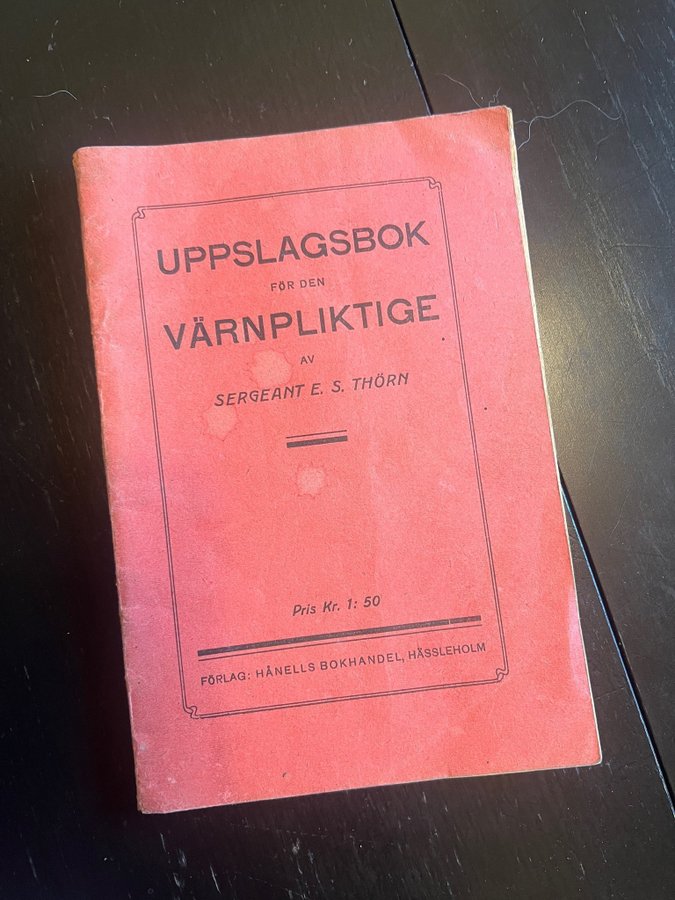 UPPSLAGSBOK
FÖR DEN
VÄRNPLIKTIGE
AV
SERGEANT E. S. THÖRN
Pris Kr. 1: 50
FÖRLAG: HÅNELLS BOKHANDEL, HÄSSLEHOLM